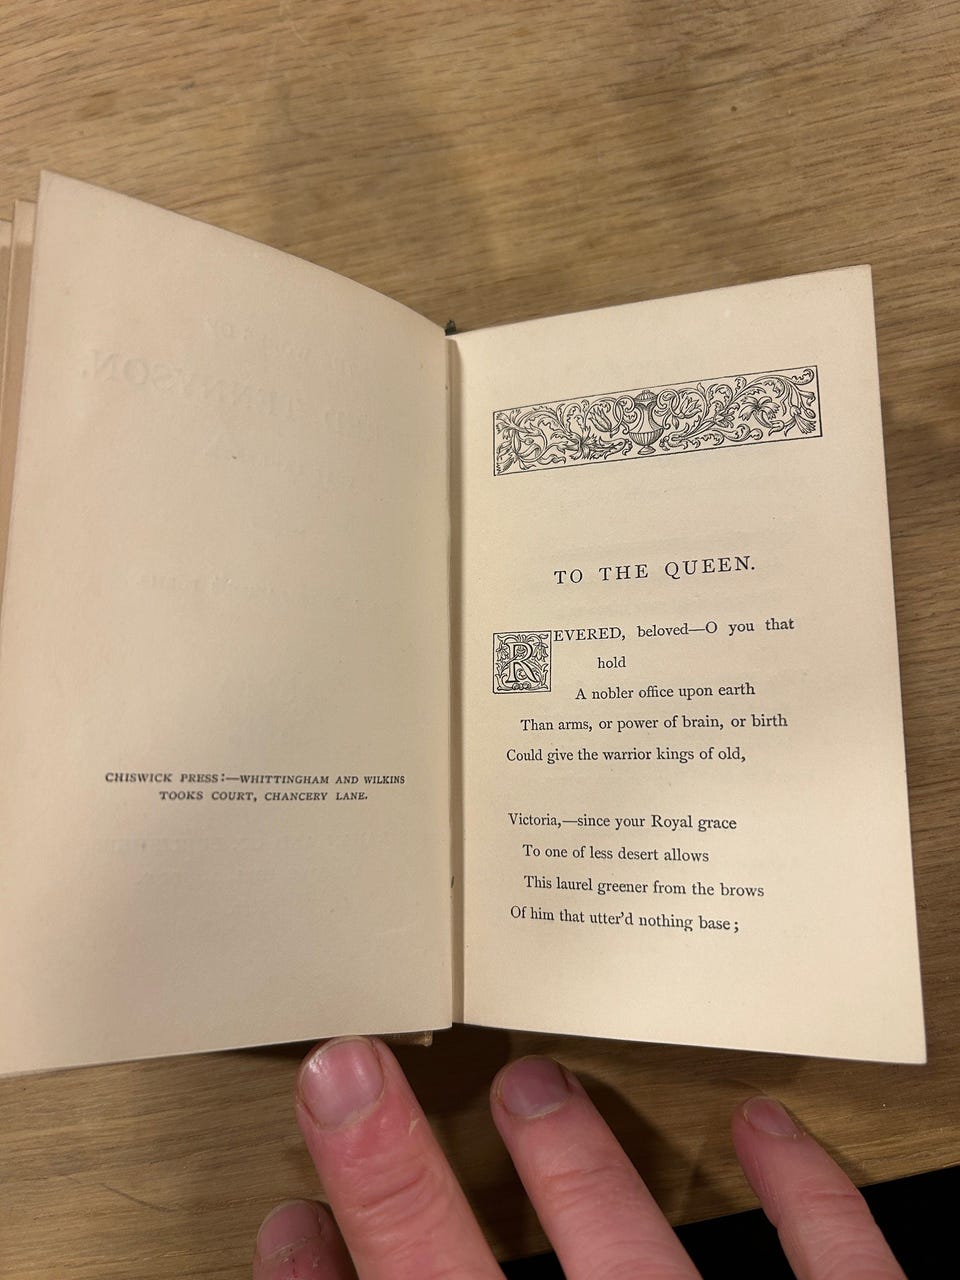 CHISWICK PRESS:—WHITTINGHAM AND WILKINS
TOOKS COURT, CHANCERY LANE.
TO THE QUEEN.
REVERED, beloved—O you that
hold
A nobler office upon earth
Than arms, or power of brain, or birth
Could give the warrior kings of old,
Victoria,—since your Royal grace
To one of less desert allows
This laurel greener from the brows
Of him that utter'd nothing base;